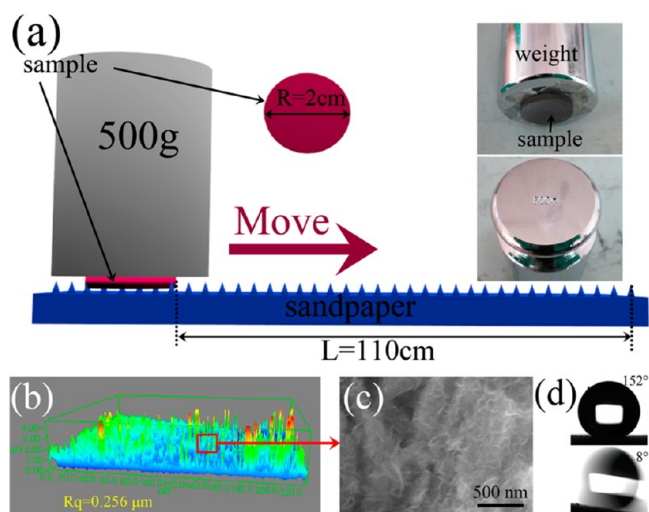 (a)
sample
R=2cm
500g
weight
sample
Move
sandpaper
L=110cm
(b)
Rq=0.256 μm
(c)
500 nm
(d)
152°
8°